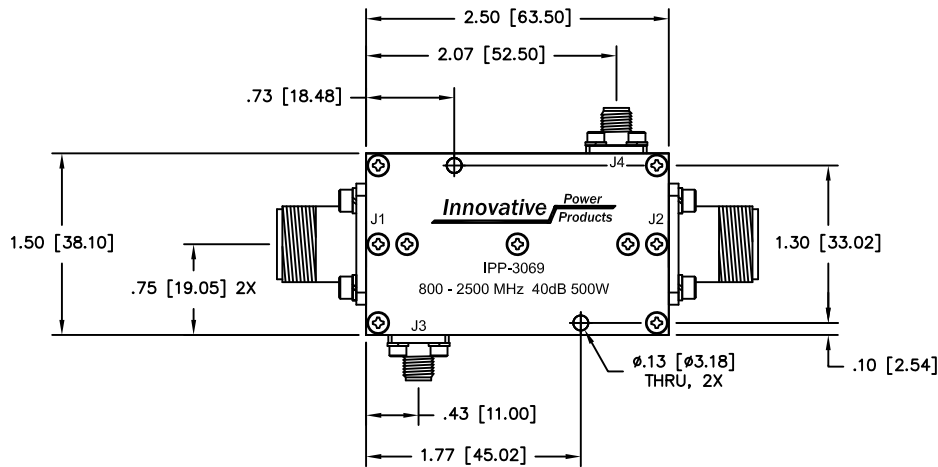 2.50 [63.50]
2.07 [52.50]
.73 [18.48]
J4
Innovative Power Products
J1
J2
1.50 [38.10]
1.30 [33.02]
.75 [19.05] 2X
IPP-3069
800 - 2500 MHz 40dB 500W
J3
ø.13 [ø3.18]
THRU, 2X
.10 [2.54]
.43 [11.00]
1.77 [45.02]